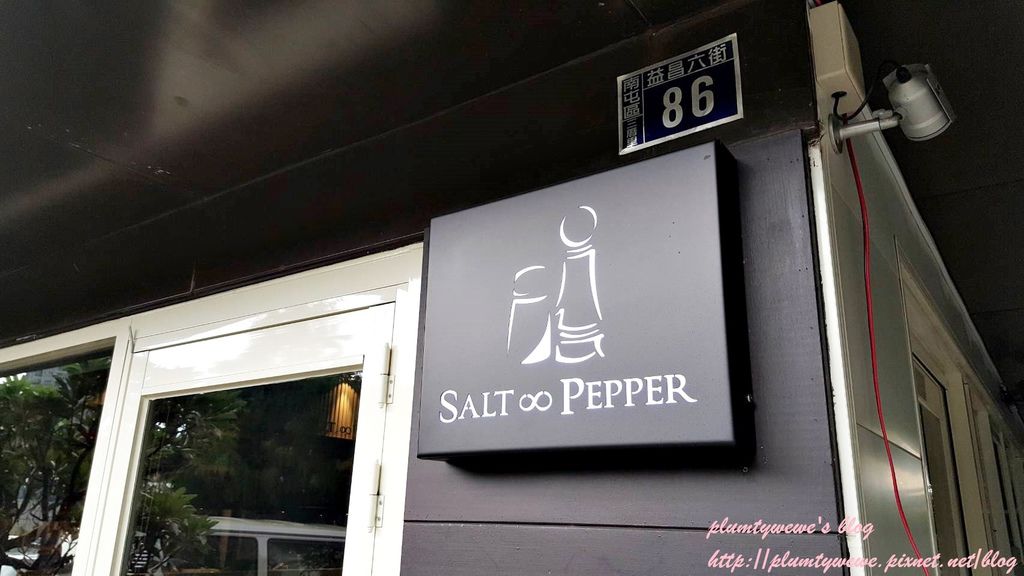 益昌六街
南屯區
86
SALT ∞ PEPPER
plumtywewe's blog
http://plumtywewe.pixnet.net/blog